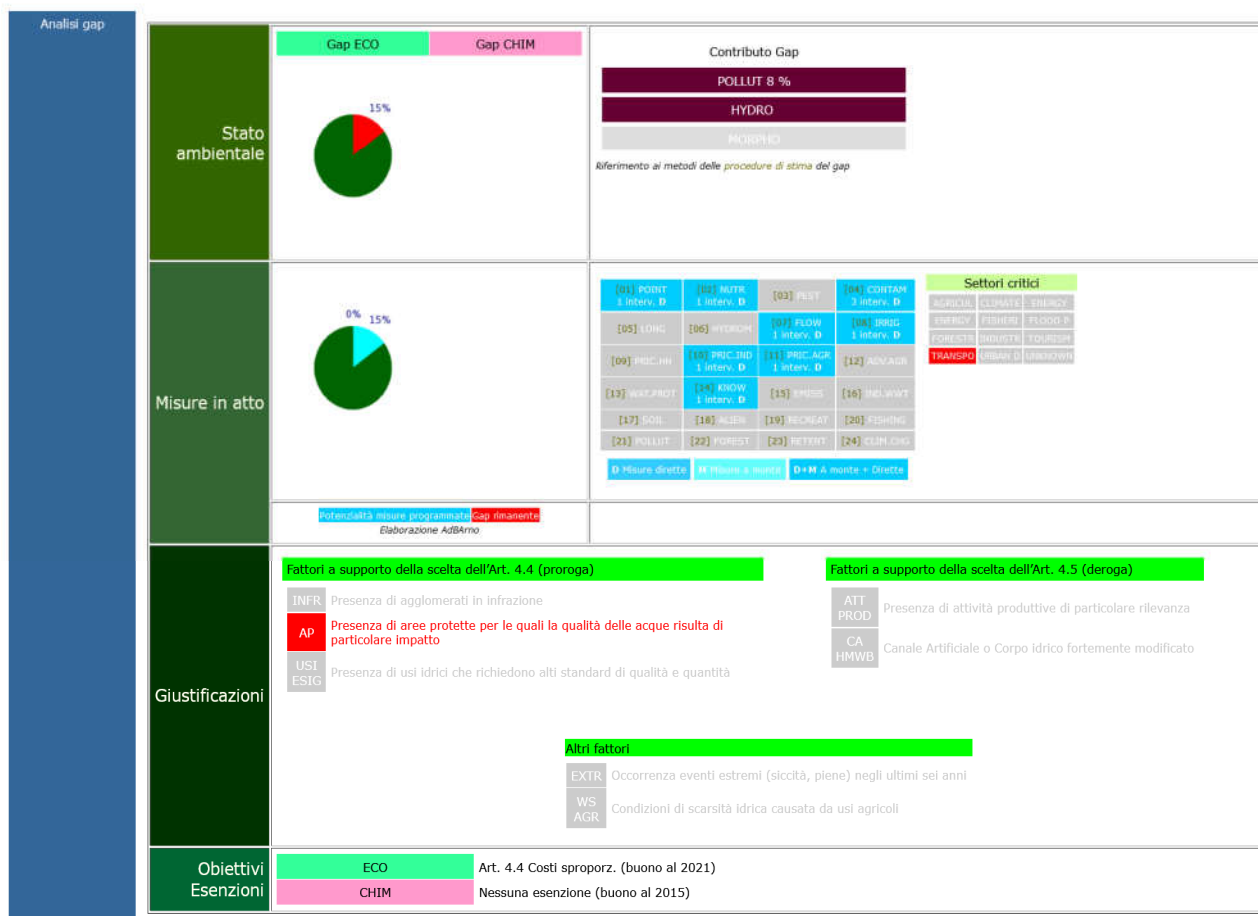 Analisi gap
Stato
ambientale
Gap ECO
Gap CHIM
15%
Contributo Gap
POLLUT 8 %
HYDRO
MORPHO
Riferimento ai metodi delle procedure di stima del gap
Misure in atto
0% 15%
[01] POINT
1 interv. D
[02] NUTR
1 interv. D
[03] PEST
[04] CONTAM
3 interv. D
[05] LONG
[06] HYDROM
[07] FLOW
1 interv. D
[08] IRRIG
1 interv. D
[09] PRIC.HH
[10] PRIC.IND
1 interv. D
[11] PRIC.AGR
1 interv. D
[12] ADV.AGR
[13] WAT.PROT
[14] KNOW
1 interv. D
[15] EMISS
[16] IND.WWT
[17] SOIL
[18] ALIEN
[19] RECREAT
[20] FISHING
[21] POLLUT
[22] FOREST
[23] RETENT
[24] CLIM.CHG
D Misure dirette
M Misure a monte
D+M A monte + Dirette
Settori critici
AGRICUL CLIMATE ENERGY
ENERGY FISHERI FLOOD-P
FORESTR INDUSTR TOURISM
TRANSPO URBAN D UNKNOWN
Potenzialità misure programmate Gap rimanente
Elaborazione AdBArno
Giustificazioni
Fattori a supporto della scelta dell'Art. 4.4 (proroga)
INFR Presenza di agglomerati in infrazione
AP Presenza di aree protette per le quali la qualità delle acque risulta di
particolare impatto
USI
ESIG Presenza di usi idrici che richiedono alti standard di qualità e quantità
Fattori a supporto della scelta dell'Art. 4.5 (deroga)
ATT
PROD Presenza di attività produttive di particolare rilevanza
CA
HMWB Canale Artificiale o Corpo idrico fortemente modificato
Altri fattori
EXTR Occorrenza eventi estremi (siccità, piene) negli ultimi sei anni
WS
AGR Condizioni di scarsità idrica causata da usi agricoli
Obiettivi
Esenzioni
ECO Art. 4.4 Costi sproporz. (buono al 2021)
CHIM Nessuna esenzione (buono al 2015)